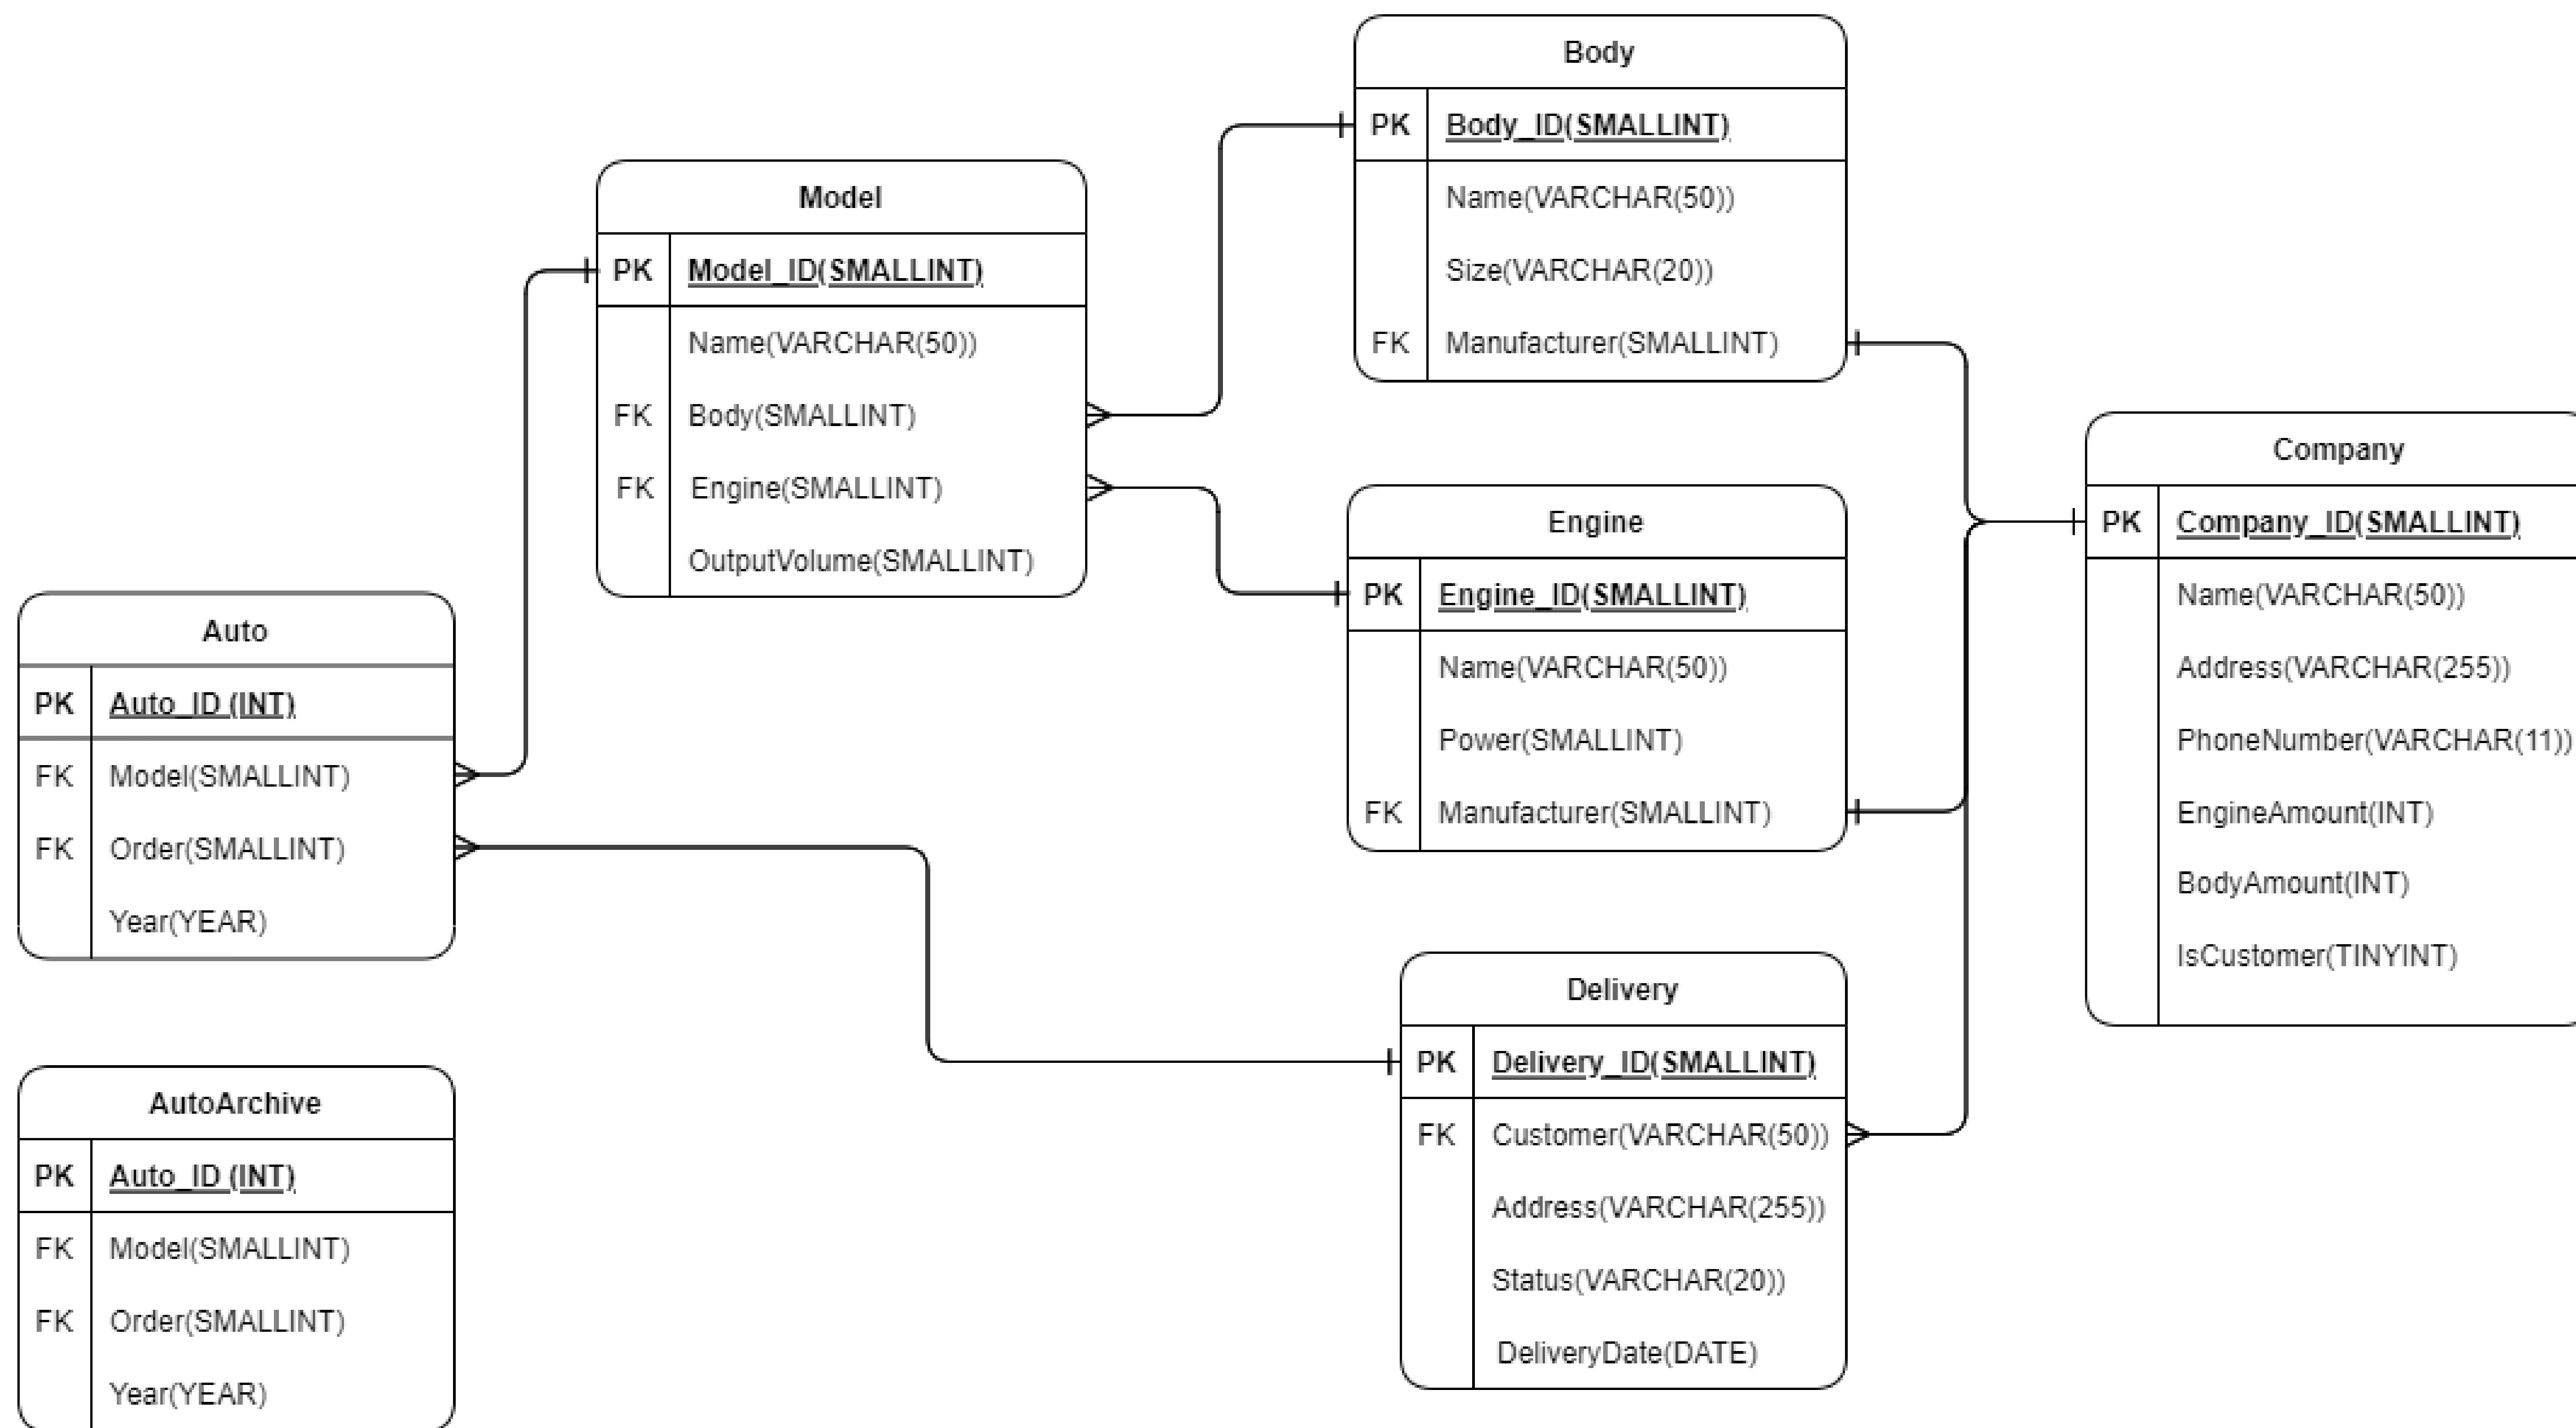 Body
PK Body_ID(SMALLINT)
Name(VARCHAR(50))
Size(VARCHAR(20))
FK Manufacturer(SMALLINT)
Model
PK Model_ID(SMALLINT)
Name(VARCHAR(50))
FK Body(SMALLINT)
FK Engine(SMALLINT)
OutputVolume(SMALLINT)
Company
PK Company_ID(SMALLINT)
Name(VARCHAR(50))
Address(VARCHAR(255))
PhoneNumber(VARCHAR(11))
EngineAmount(INT)
BodyAmount(INT)
IsCustomer(TINYINT)
Engine
PK Engine_ID(SMALLINT)
Name(VARCHAR(50))
Power(SMALLINT)
FK Manufacturer(SMALLINT)
Auto
PK Auto_ID (INT)
FK Model(SMALLINT)
FK Order(SMALLINT)
Year(YEAR)
Delivery
PK Delivery_ID(SMALLINT)
FK Customer(VARCHAR(50))
Address(VARCHAR(255))
Status(VARCHAR(20))
DeliveryDate(DATE)
AutoArchive
PK Auto_ID (INT)
FK Model(SMALLINT)
FK Order(SMALLINT)
Year(YEAR)